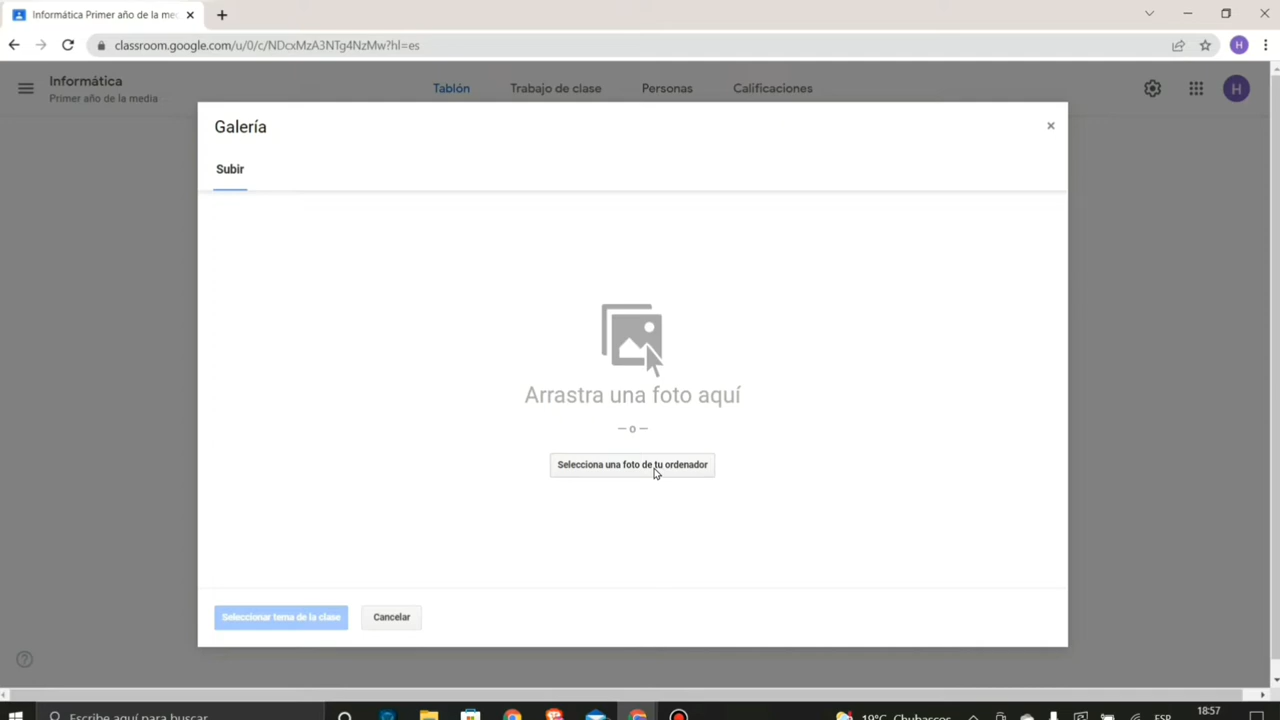 Informática Primer año de la me
classroom.google.com/u/0/c/NDcxMzA3NTg4NzMw?hl=es
H
Informática
Primer año de la media
Tablón
Trabajo de clase
Personas
Calificaciones
H
Galería
Subir
Arrastra una foto aquí
— o —
Selecciona una foto de tu ordenador
Seleccionar tema de la clase
Cancelar
?
Escribe aquí para buscar
19°C Chubascos
ESP
18:57